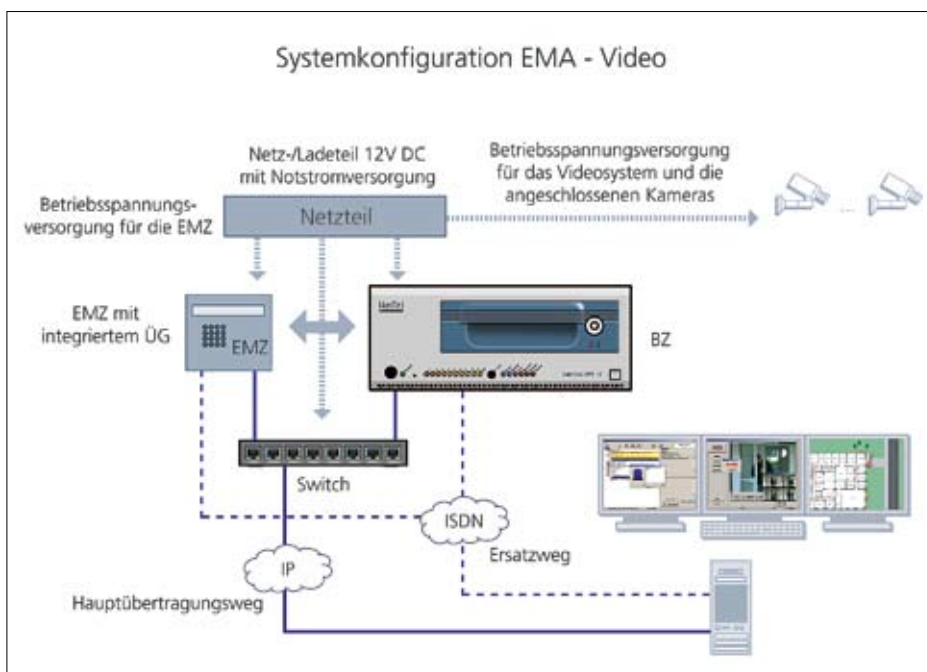 Systemkonfiguration EMA - Video
Netz-/Ladeteil 12V DC
mit Notstromversorgung
Betriebsspannungsversorgung
für das Videosystem und die
angeschlossenen Kameras
Betriebsspannungs-
versorgung für die EMZ
Netzteil
...
EMZ mit
integriertem ÜG
EMZ
BZ
Switch
ISDN
Ersatzweg
IP
Hauptübertragungsweg